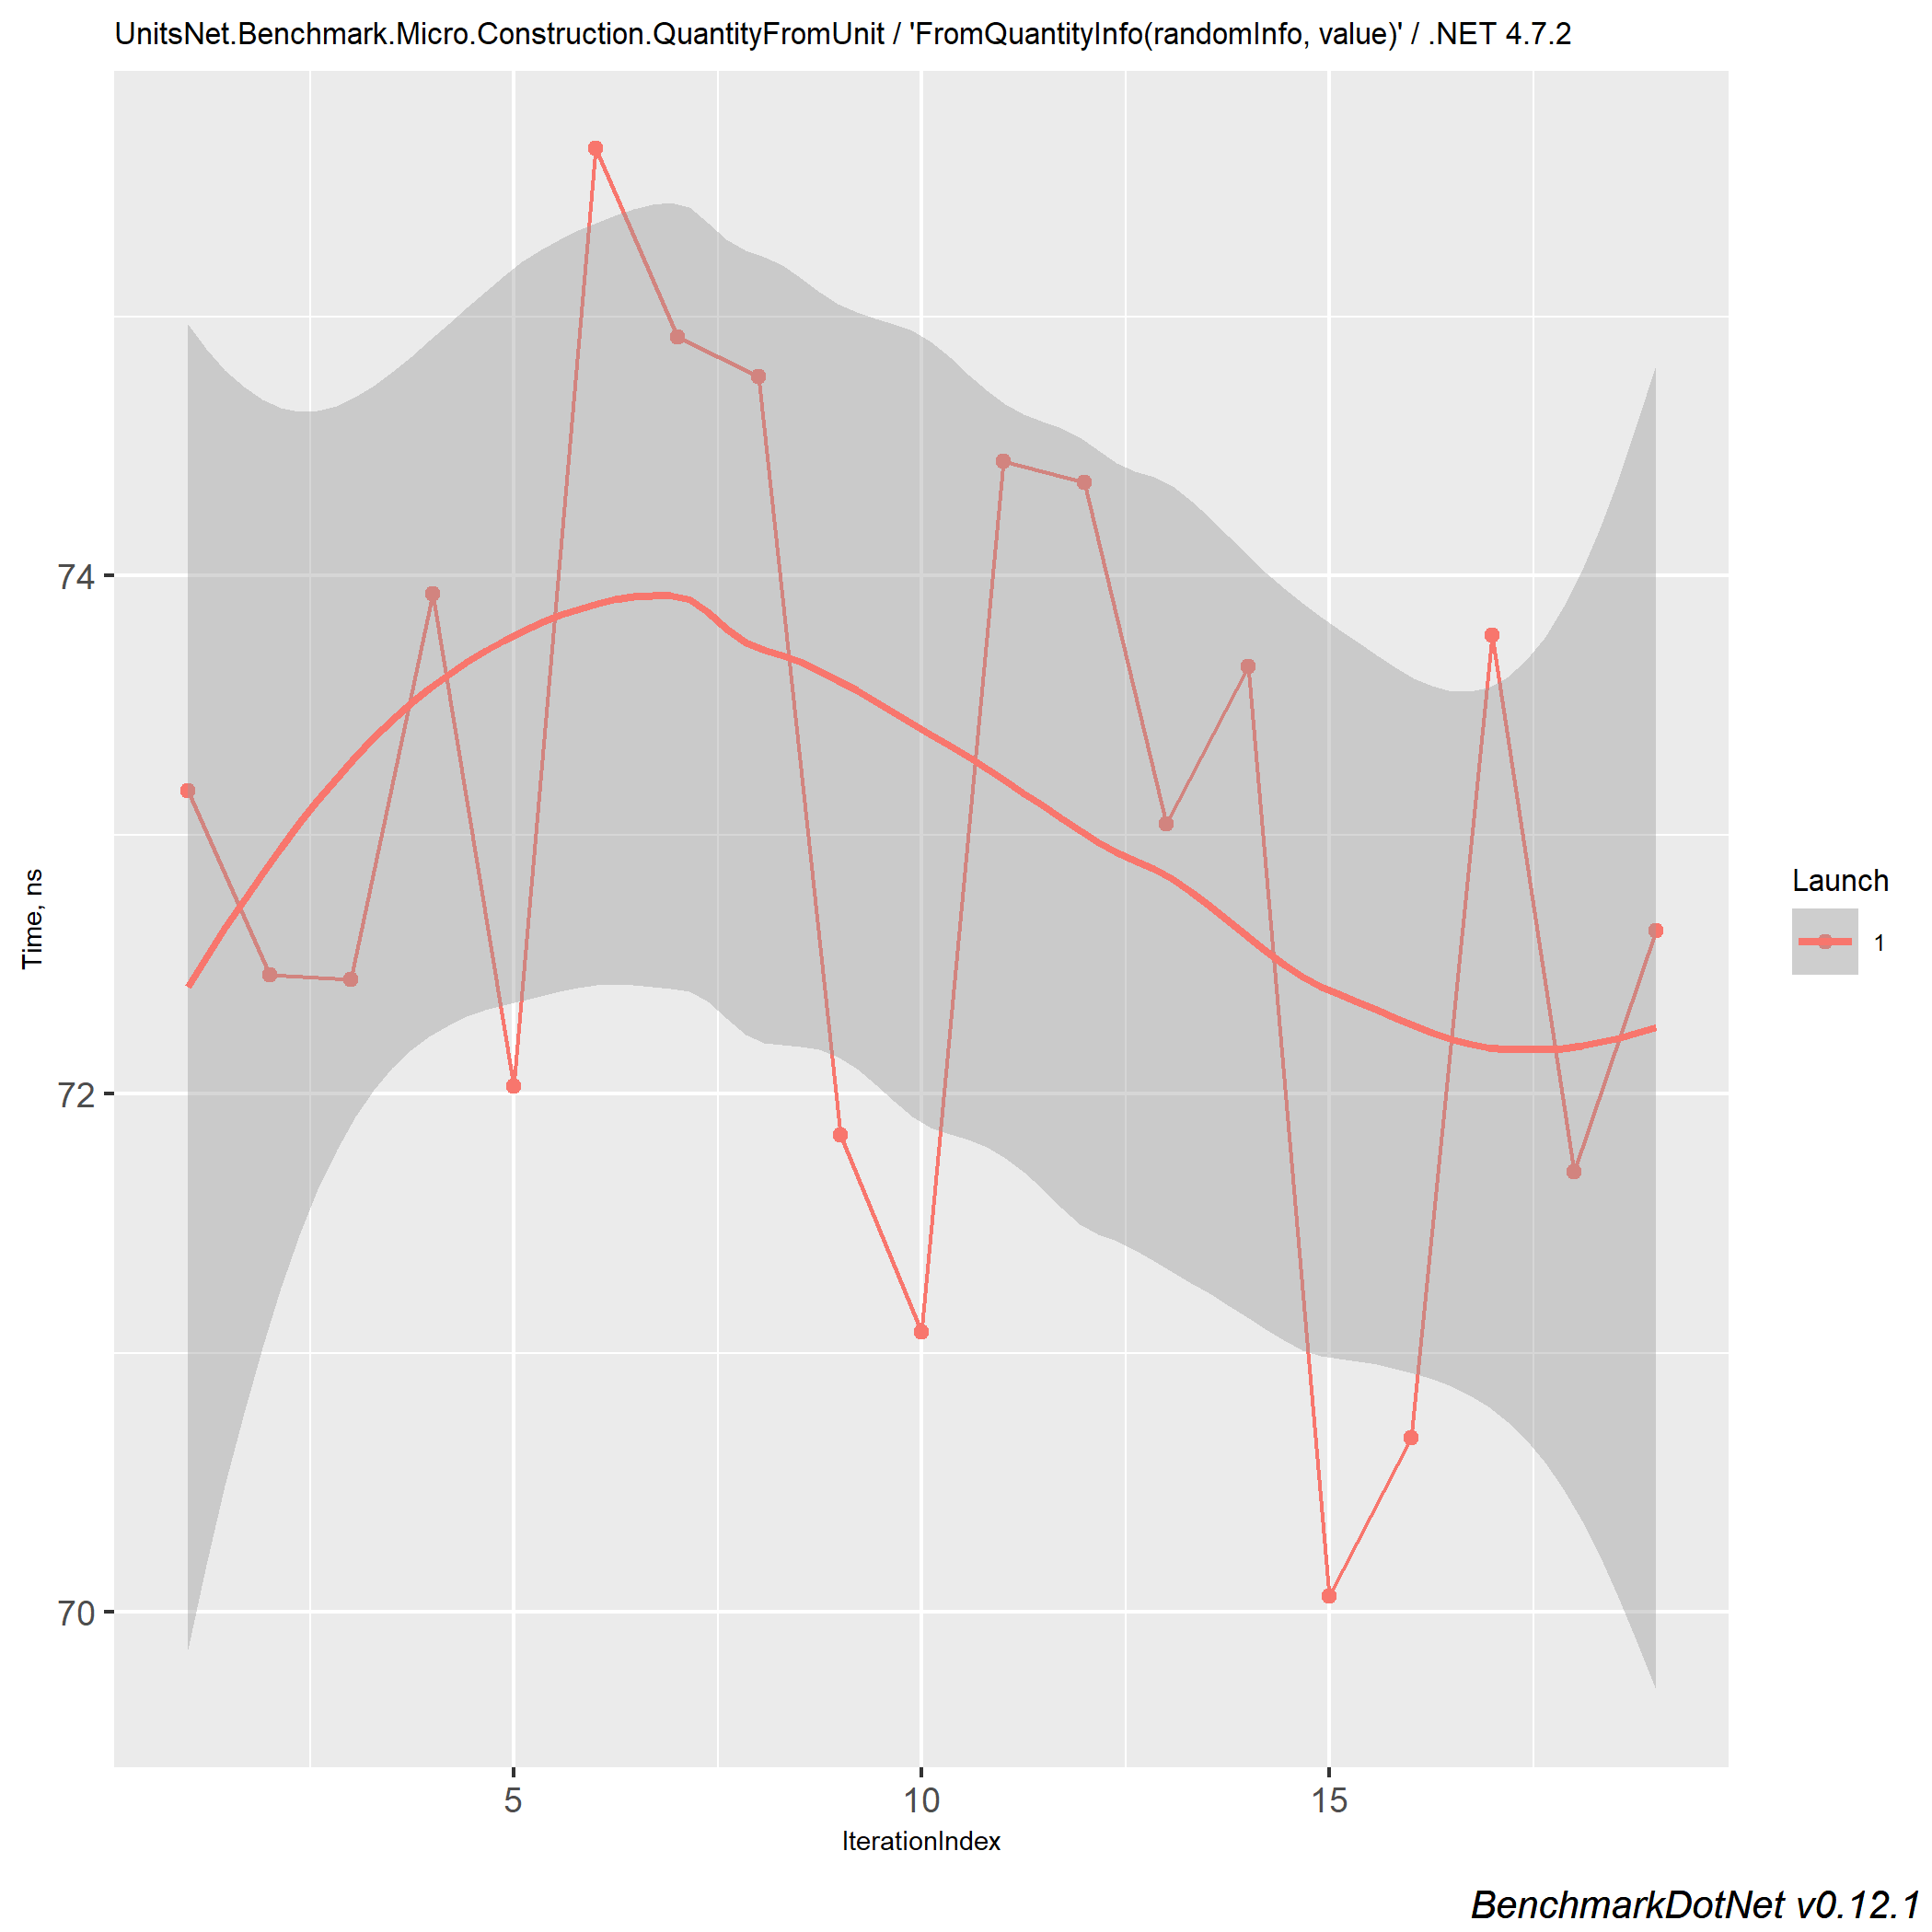 UnitsNet.Benchmark.Micro.Construction.QuantityFromUnit / 'FromQuantityInfo(randomInfo, value)' / .NET 4.7.2
74
72
70
Time, ns
5 10 15
IterationIndex
Launch
1
BenchmarkDotNet v0.12.1